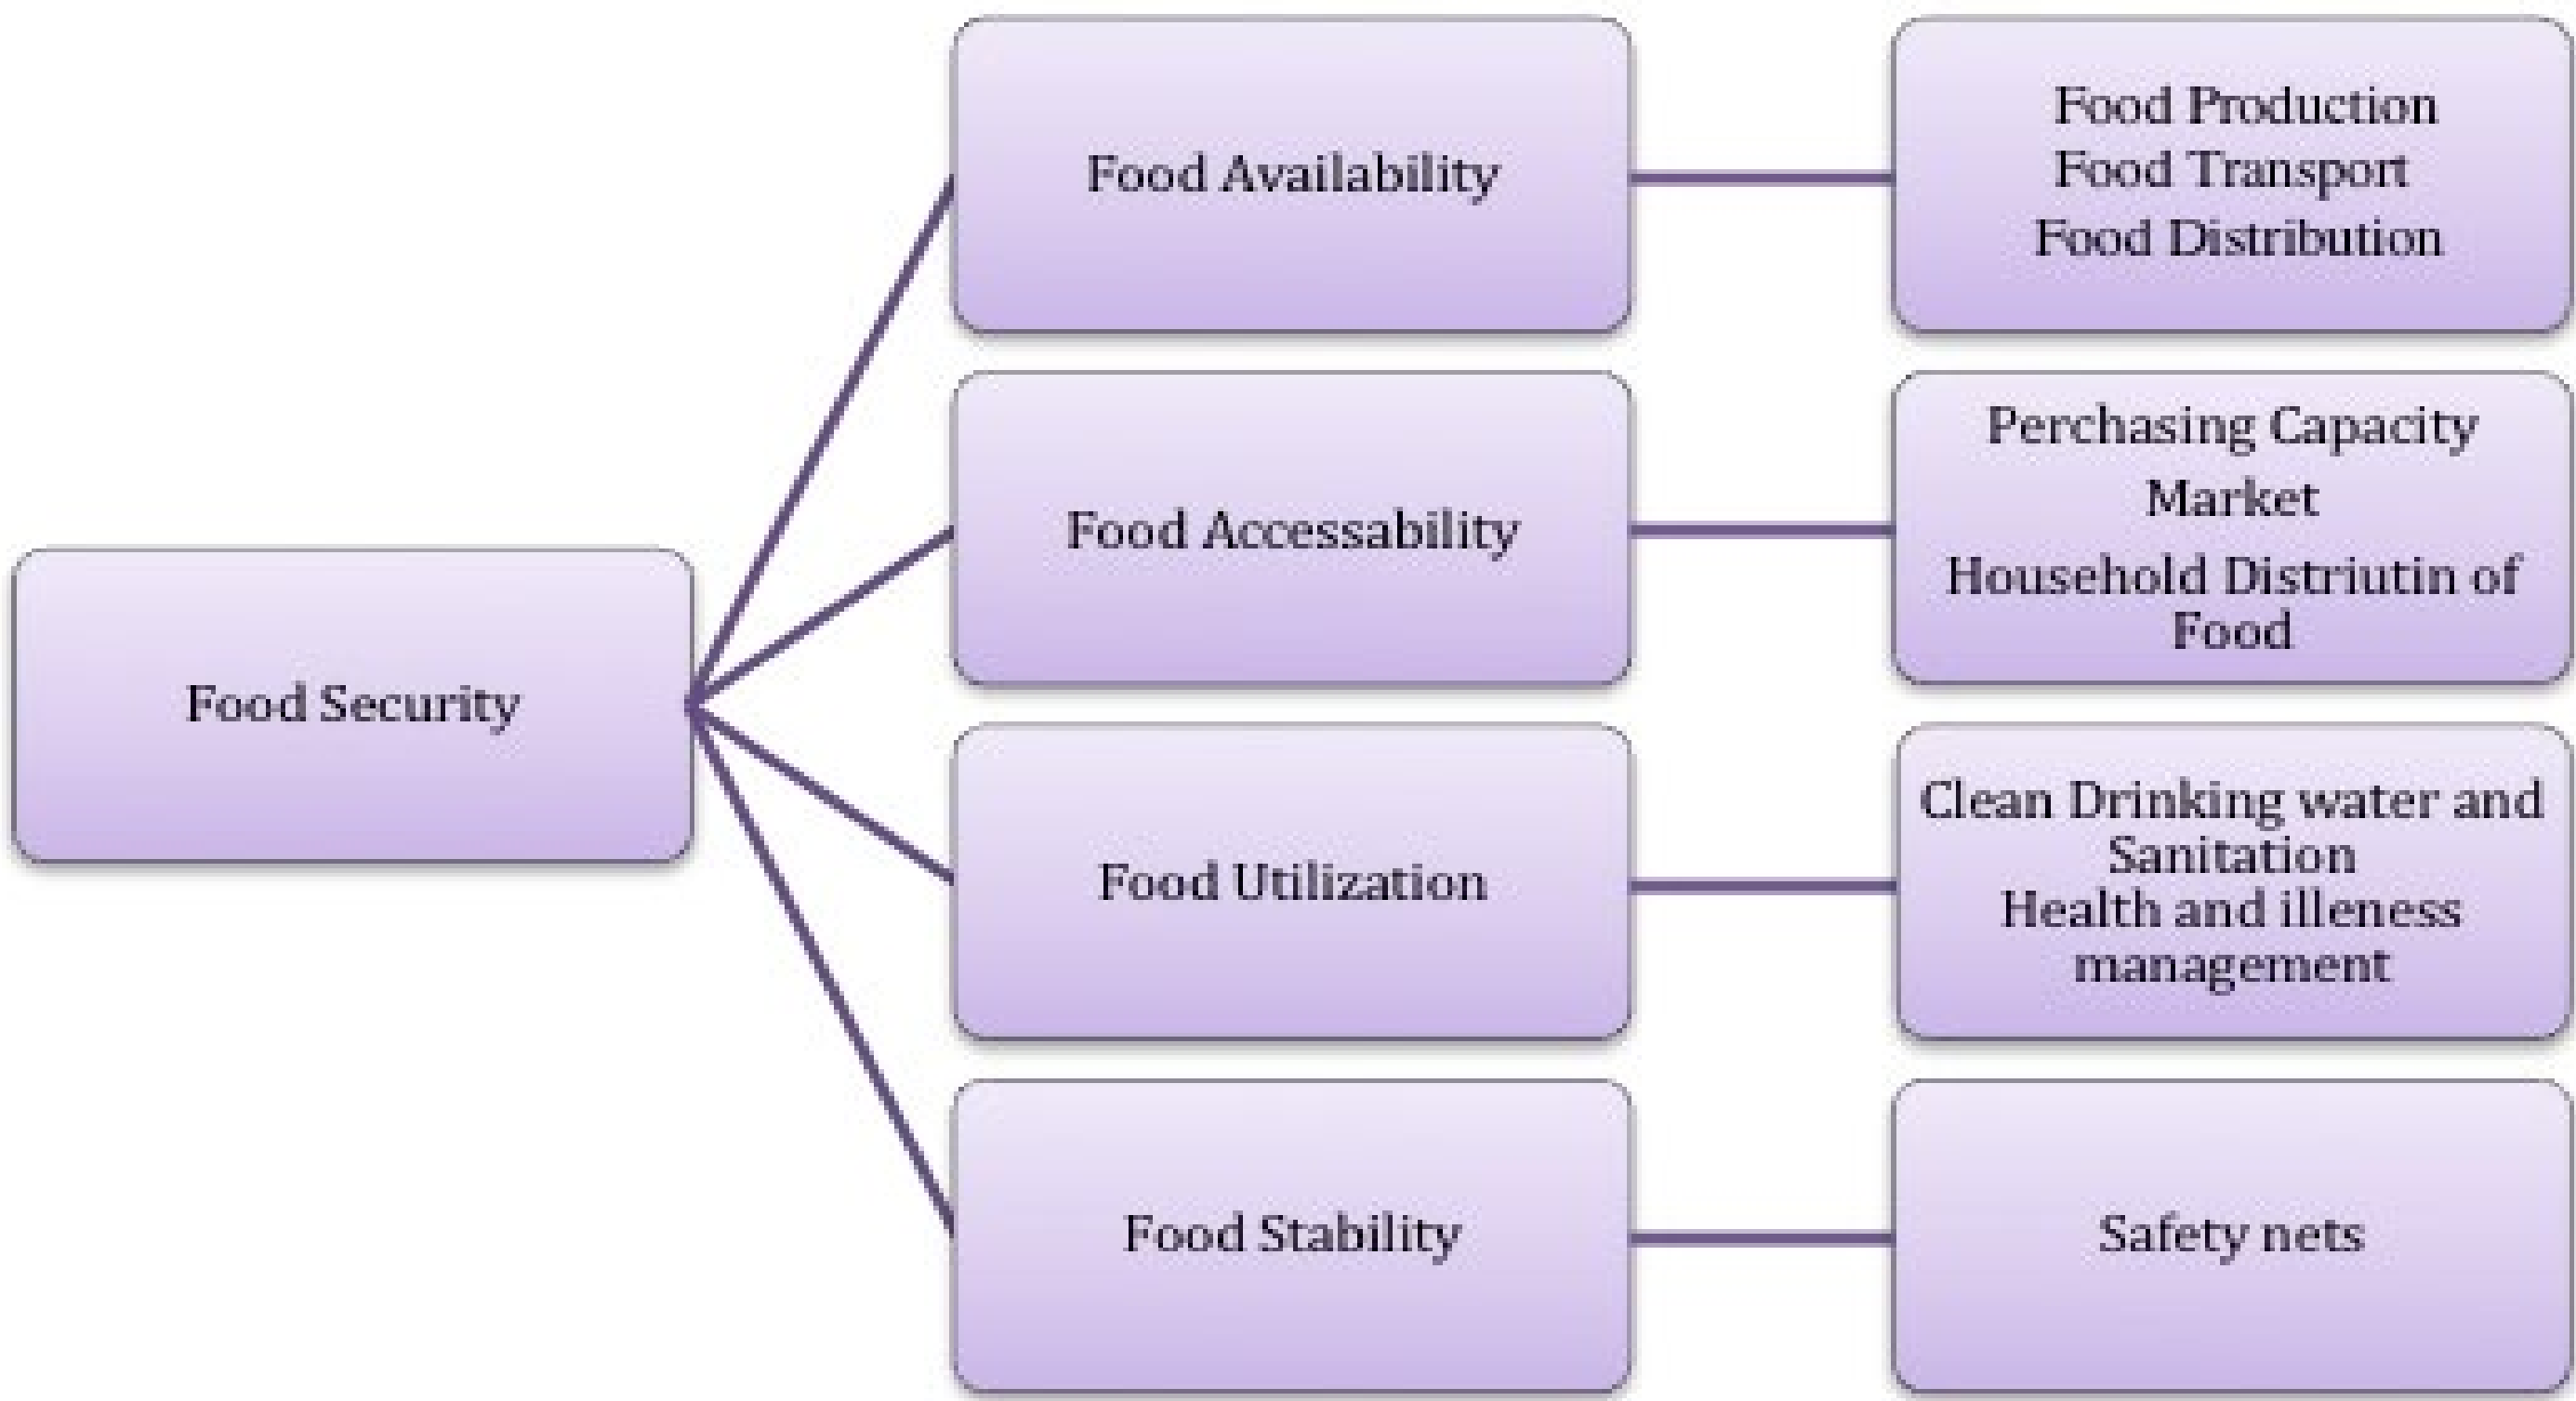 Food Security
Food Availability
Food Production
Food Transport
Food Distribution
Food Accessability
Perchasing Capacity
Market
Household Distriutin of
Food
Food Utilization
Clean Drinking water and
Sanitation
Health and illeness
management
Food Stability
Safety nets